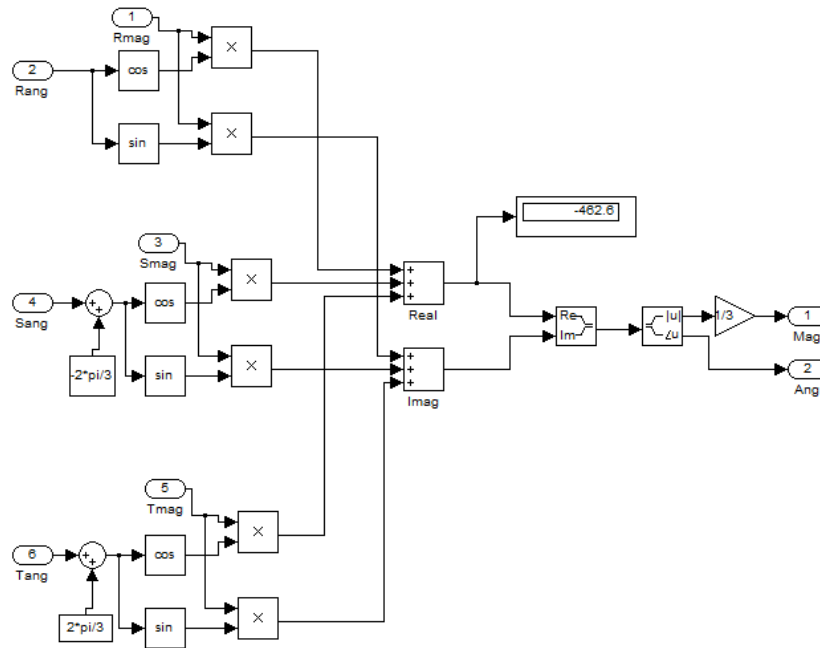 1
Rmag
×
2
cos
Rang
×
sin
-462.6
3
Smag
×
+
+
+
Real
4
+
+
cos
Sang
Re
Im
|u|
∠u
1/3
1
Mag
-2*pi/3
sin
×
+
+
+
Imag
2
Ang
5
Tmag
×
6
+
+
cos
Tang
×
2*pi/3
sin